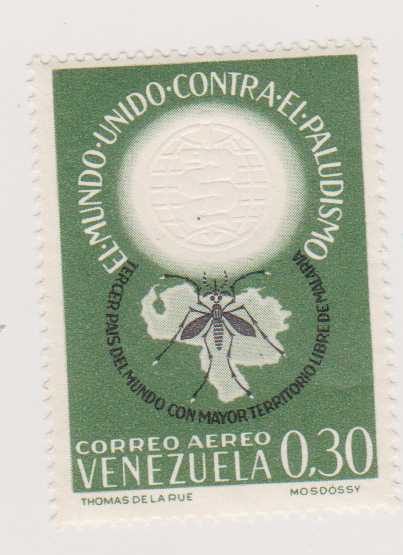 EL·MUNDO·UNIDO·CONTRA·EL·PALUDISMO
TERCER PAIS DEL MUNDO CON MAYOR TERRITORIO LIBRE DE MALARIA
CORREO AEREO
VENEZUELA 0,30
THOMAS DE LA RUE MOSDÓSSY